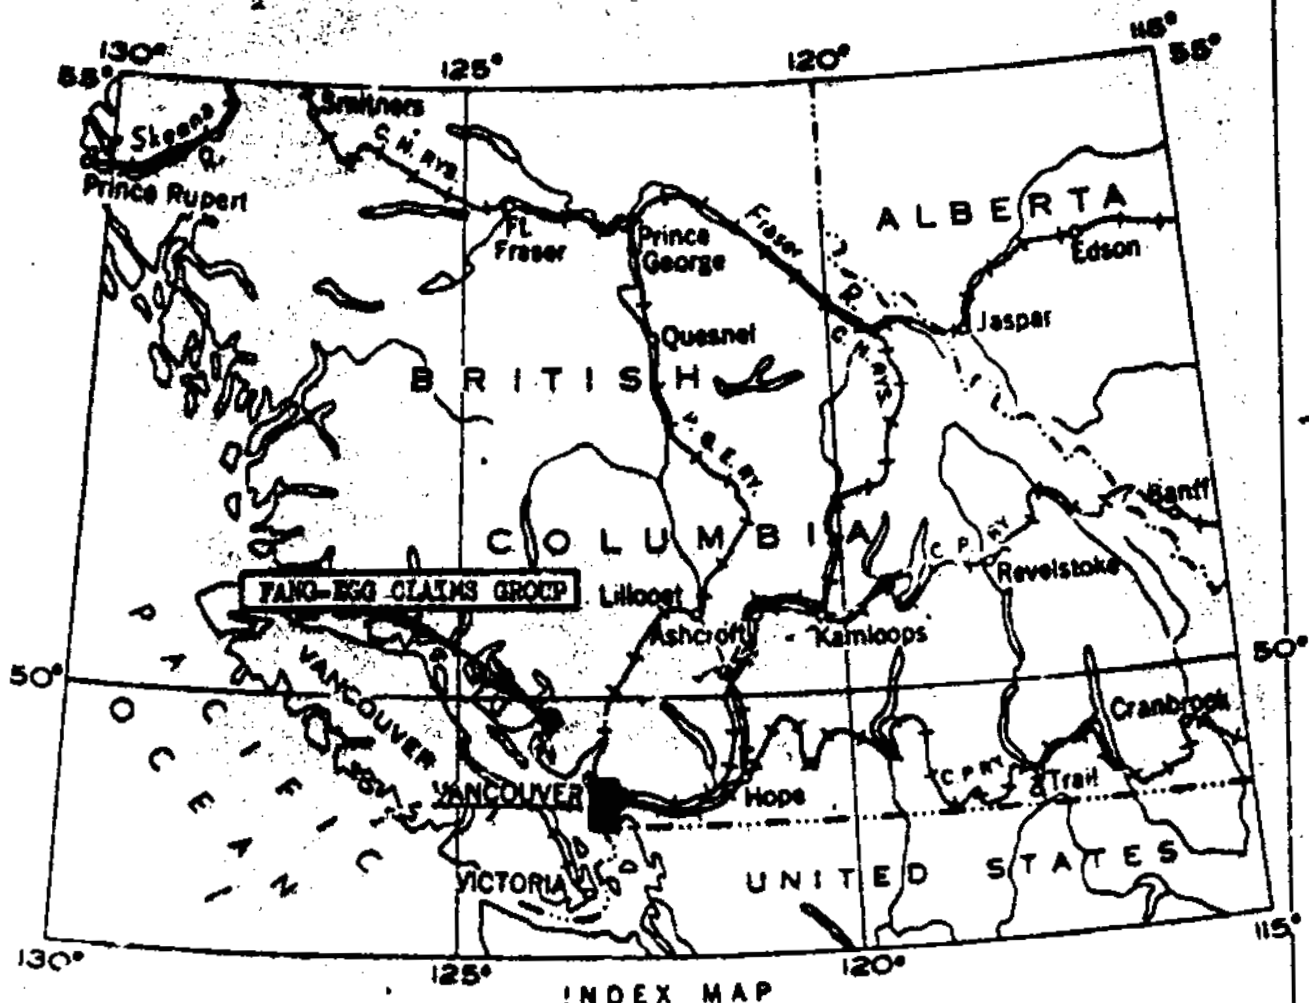 130° 125° 120° 115°
55° 55°
Smitners
Skeena R.
C. N. RYS.
Prince Rupert
ALBERTA
Ft. Fraser
Prince George
Fraser R.
Edson
Jaspar
Quesnel
C. N. RYS.
BRITISH
P. G. E. RY.
Banff
COLUMBIA
C. P. RY.
Revelstoke
FANG-EGG CLAIMS GROUP
Lillooet
Ashcroft
Kamloops
50° 50°
VANCOUVER
PACIFIC
OCEAN
Cranbrook
C.P.RY.
Trail
VANCOUVER
Hope
VICTORIA
UNITED STATES
130° 125° 120° 115°
INDEX MAP